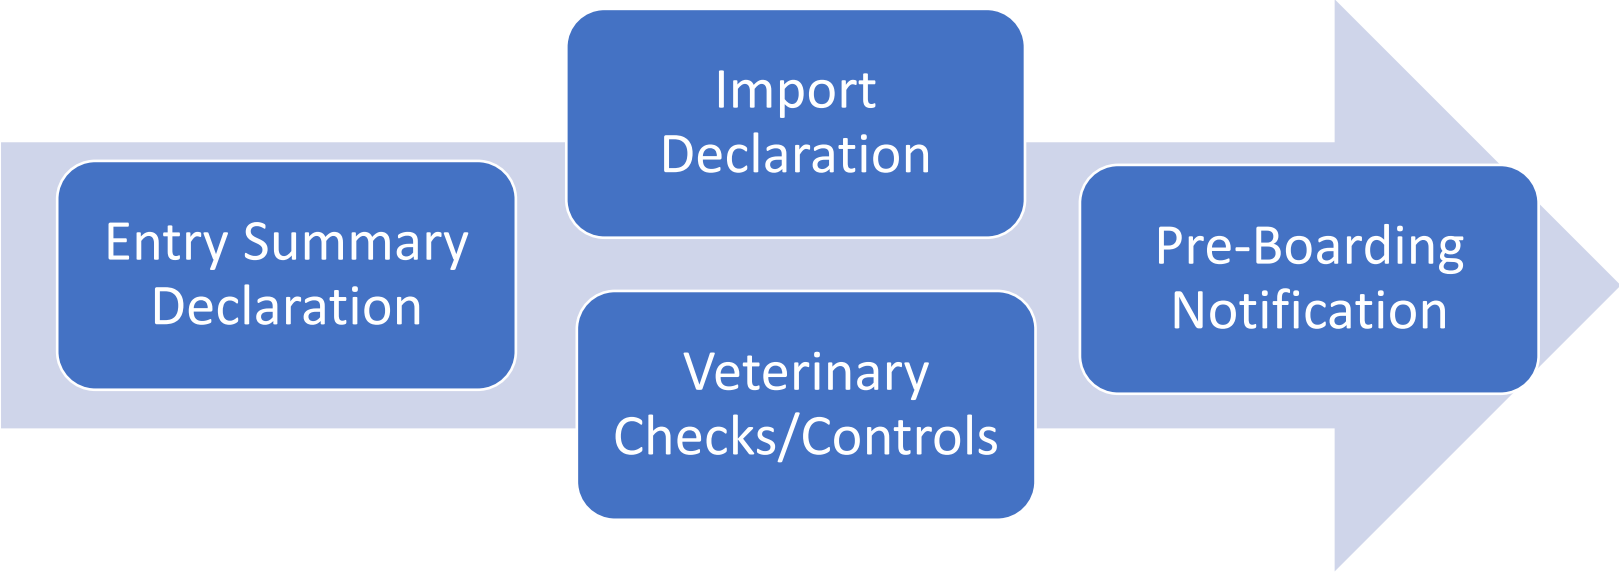 Entry Summary
Declaration
Import
Declaration
Veterinary
Checks/Controls
Pre-Boarding
Notification